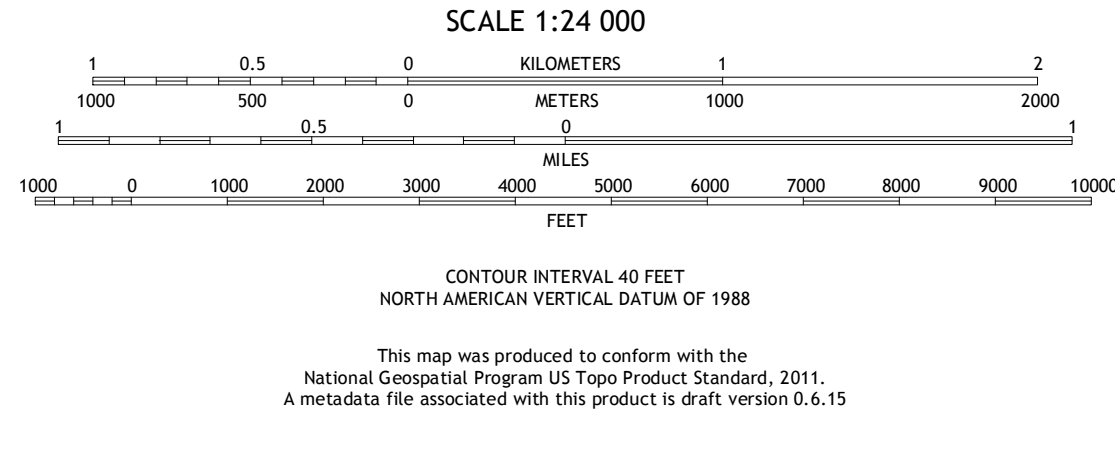 SCALE 1:24 000
1 0.5 0 KILOMETERS 1 2
1000 500 0 METERS 1000 2000
1 0.5 0 1
MILES
1000 0 1000 2000 3000 4000 5000 6000 7000 8000 9000 10000
FEET
CONTOUR INTERVAL 40 FEET
NORTH AMERICAN VERTICAL DATUM OF 1988
This map was produced to conform with the
National Geospatial Program US Topo Product Standard, 2011.
A metadata file associated with this product is draft version 0.6.15